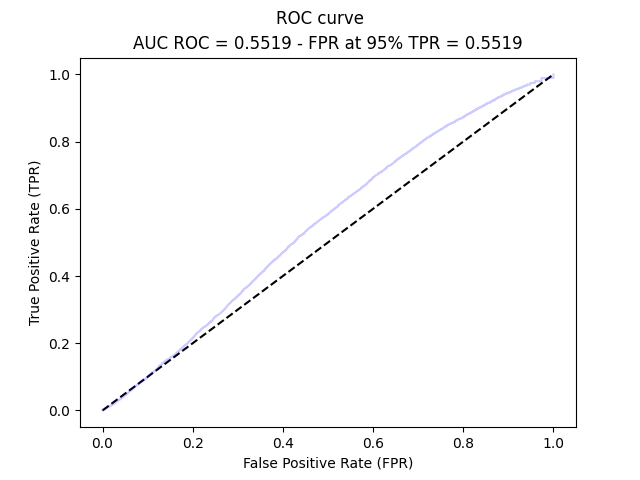 ROC curve
AUC ROC = 0.5519 - FPR at 95% TPR = 0.5519
1.0
0.8
0.6
0.4
0.2
0.0
True Positive Rate (TPR)
0.0 0.2 0.4 0.6 0.8 1.0
False Positive Rate (FPR)